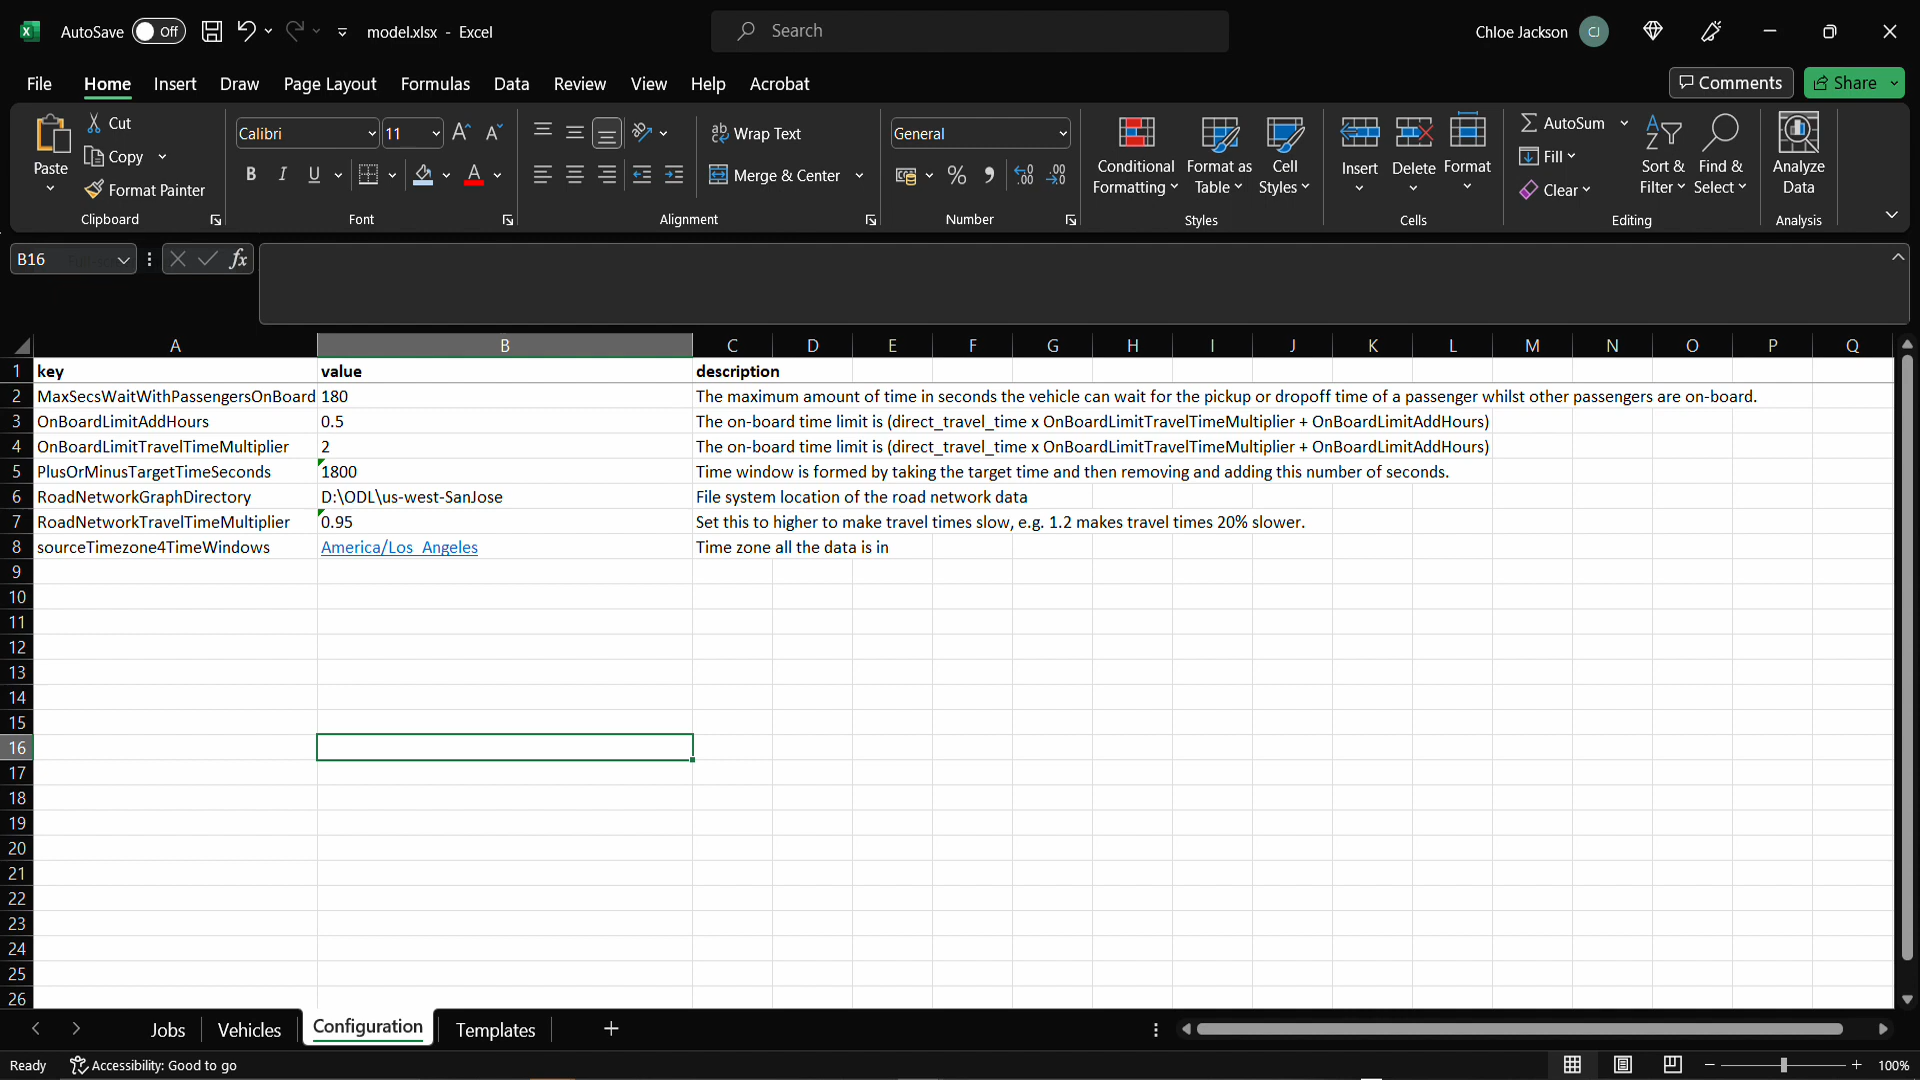 AutoSave Off model.xlsx - Excel Search Chloe Jackson CJ
File Home Insert Draw Page Layout Formulas Data Review View Help Acrobat Comments Share
Paste
Cut
Copy
Format Painter
Clipboard
Calibri 11
B I U A
Font
Wrap Text
Merge & Center
Alignment
General
Number
Conditional Formatting
Format as Table
Cell Styles
Styles
Insert Delete Format
Cells
AutoSum
Fill
Clear
Sort & Filter
Find & Select
Editing
Analyze Data
Analysis
B16 fx
A B C D E F G H I J K L M N O P Q
1 key value description
2 MaxSecsWaitWithPassengersOnBoard 180 The maximum amount of time in seconds the vehicle can wait for the pickup or dropoff time of a passenger whilst other passengers are on-board.
3 OnBoardLimitAddHours 0.5 The on-board time limit is (direct_travel_time x OnBoardLimitTravelTimeMultiplier + OnBoardLimitAddHours)
4 OnBoardLimitTravelTimeMultiplier 2 The on-board time limit is (direct_travel_time x OnBoardLimitTravelTimeMultiplier + OnBoardLimitAddHours)
5 PlusOrMinusTargetTimeSeconds 1800 Time window is formed by taking the target time and then removing and adding this number of seconds.
6 RoadNetworkGraphDirectory D:\ODL\us-west-SanJose File system location of the road network data
7 RoadNetworkTravelTimeMultiplier 0.95 Set this to higher to make travel times slow, e.g. 1.2 makes travel times 20% slower.
8 sourceTimezone4TimeWindows America/Los_Angeles Time zone all the data is in
9
10
11
12
13
14
15
16
17
18
19
20
21
22
23
24
25
26
Jobs Vehicles Configuration Templates
Ready Accessibility: Good to go 100%